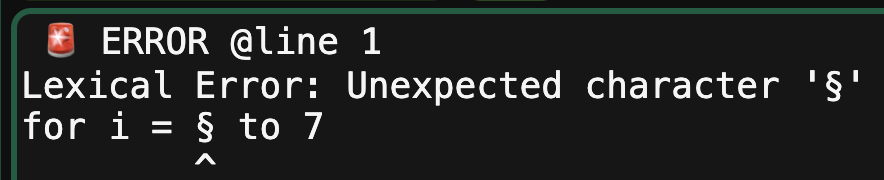 🚨 ERROR @line 1
Lexical Error: Unexpected character '§'
for i = § to 7
^